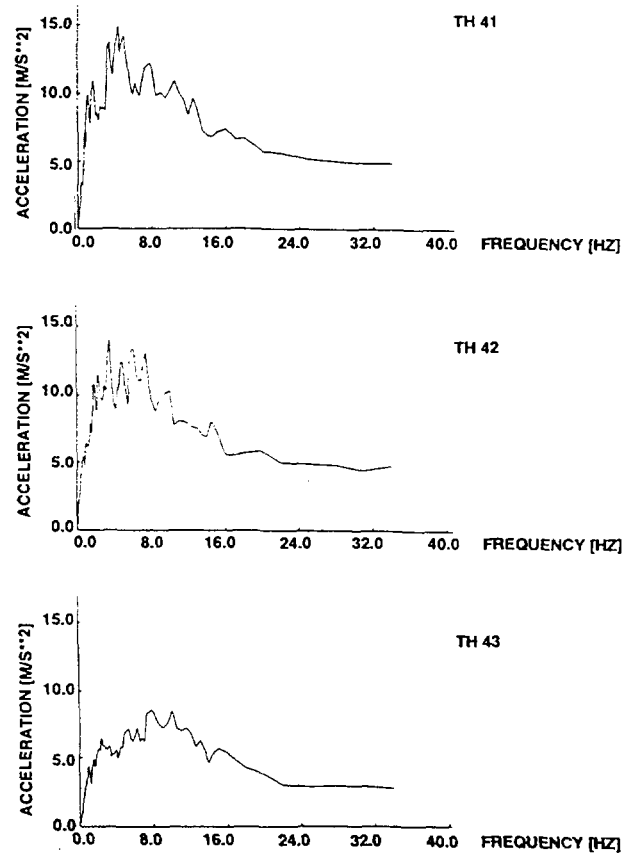 TH 41
ACCELERATION [M/S**2]
15.0
10.0
5.0
0.0
0.0 8.0 16.0 24.0 32.0 40.0 FREQUENCY [HZ]
TH 42
ACCELERATION [M/S**2]
15.0
10.0
5.0
0.0
0.0 8.0 16.0 24.0 32.0 40.0 FREQUENCY [HZ]
TH 43
ACCELERATION [M/S**2]
15.0
10.0
5.0
0.0
0.0 8.0 16.0 24.0 32.0 40.0 FREQUENCY [HZ]